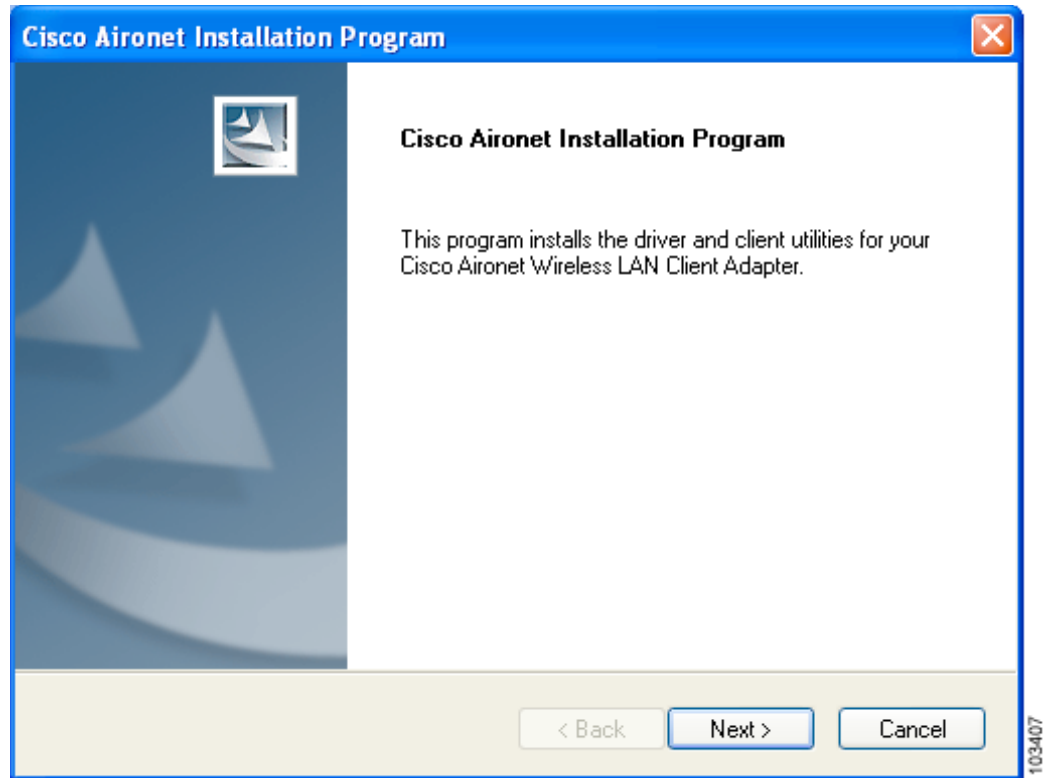 Cisco Aironet Installation Program
Cisco Aironet Installation Program
This program installs the driver and client utilities for your
Cisco Aironet Wireless LAN Client Adapter.
< Back
Next >
Cancel
103407